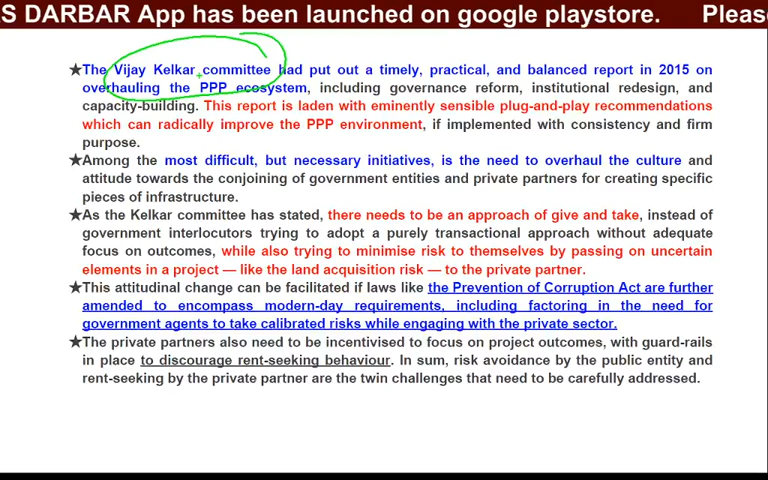 S DARBAR App has been launched on google playstore. Please
★The Vijay Kelkar committee had put out a timely, practical, and balanced report in 2015 on
overhauling the PPP ecosystem, including governance reform, institutional redesign, and
capacity-building. This report is laden with eminently sensible plug-and-play recommendations
which can radically improve the PPP environment, if implemented with consistency and firm
purpose.
★Among the most difficult, but necessary initiatives, is the need to overhaul the culture and
attitude towards the conjoining of government entities and private partners for creating specific
pieces of infrastructure.
★As the Kelkar committee has stated, there needs to be an approach of give and take, instead of
government interlocutors trying to adopt a purely transactional approach without adequate
focus on outcomes, while also trying to minimise risk to themselves by passing on uncertain
elements in a project — like the land acquisition risk — to the private partner.
★This attitudinal change can be facilitated if laws like the Prevention of Corruption Act are further
amended to encompass modern-day requirements, including factoring in the need for
government agents to take calibrated risks while engaging with the private sector.
★The private partners also need to be incentivised to focus on project outcomes, with guard-rails
in place to discourage rent-seeking behaviour. In sum, risk avoidance by the public entity and
rent-seeking by the private partner are the twin challenges that need to be carefully addressed.